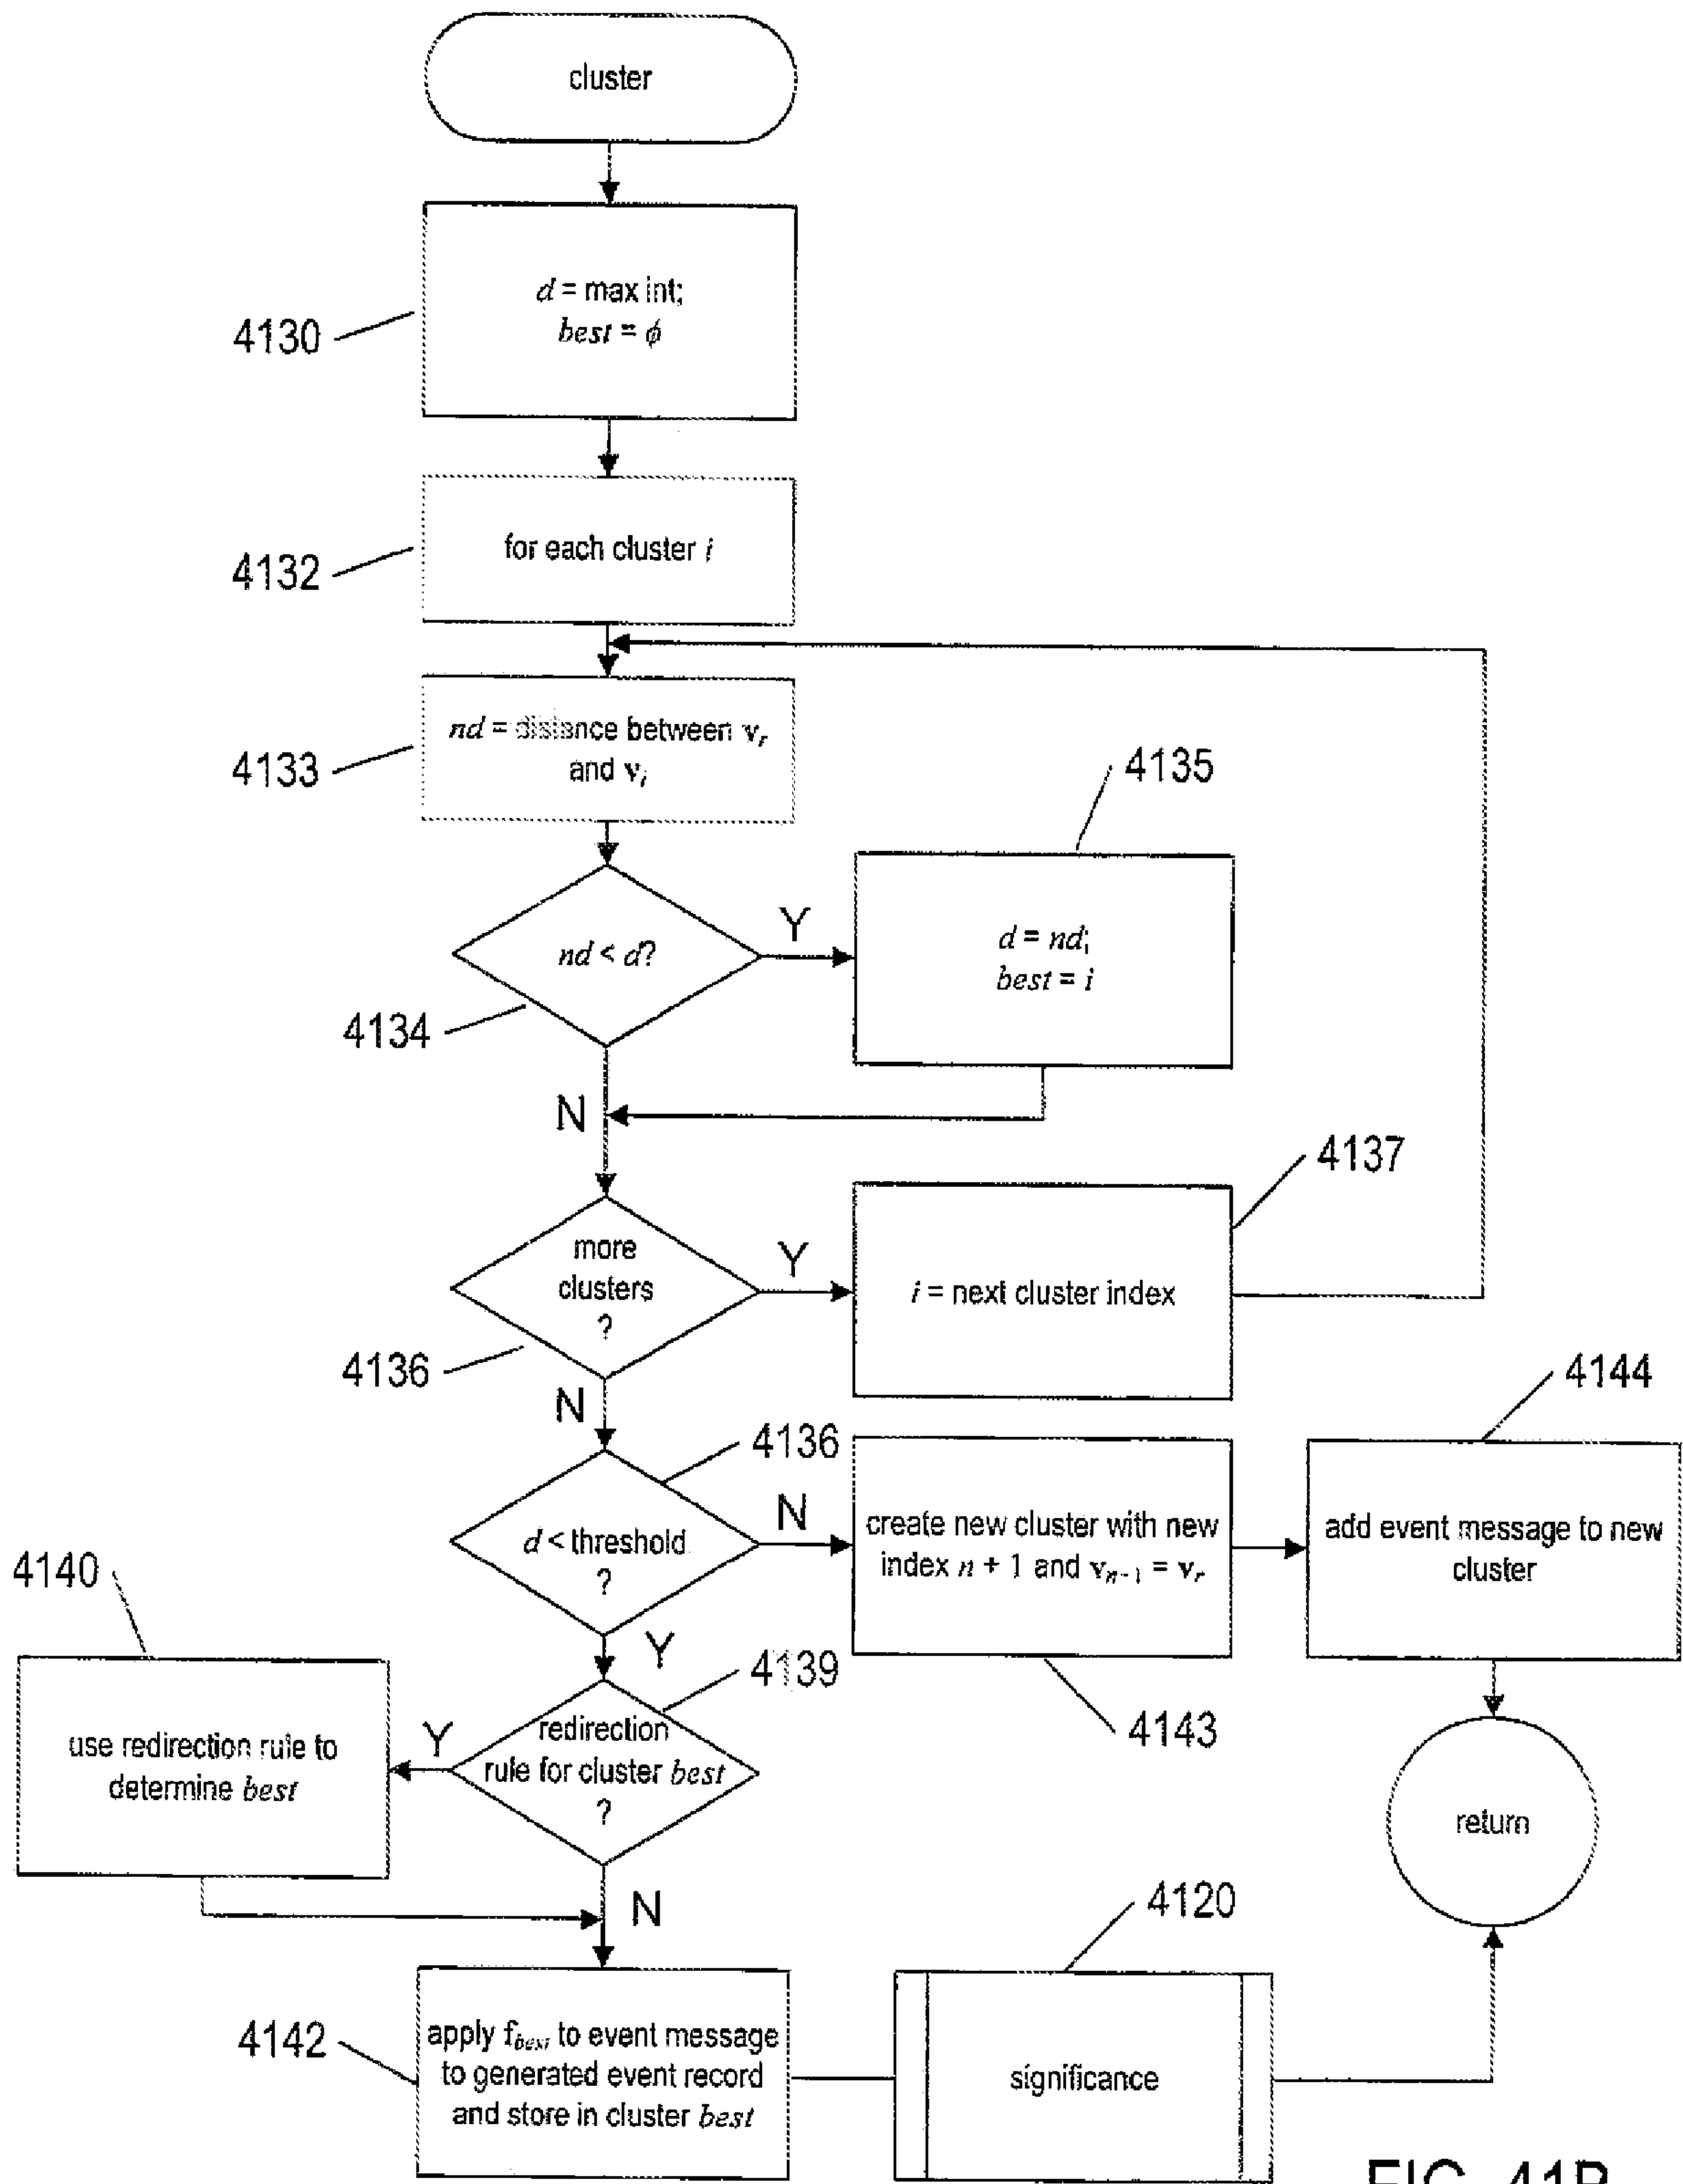 cluster
d = max int;
best = ϕ
4130
for each cluster i
4132
nd = distance between vr
and vi
4133
4135
nd < d?
Y
d = nd;
best = i
4134
N
4137
more
clusters
?
Y
i = next cluster index
4136
N
4144
4136
d < threshold
?
N
create new cluster with new
index n + 1 and vn-1 = vr
add event message to new
cluster
4140
Y
4139
4143
use redirection rule to
determine best
Y
redirection
rule for cluster best
?
return
N
4120
4142
apply fbest to event message
to generated event record
and store in cluster best
significance
FIG. 41B